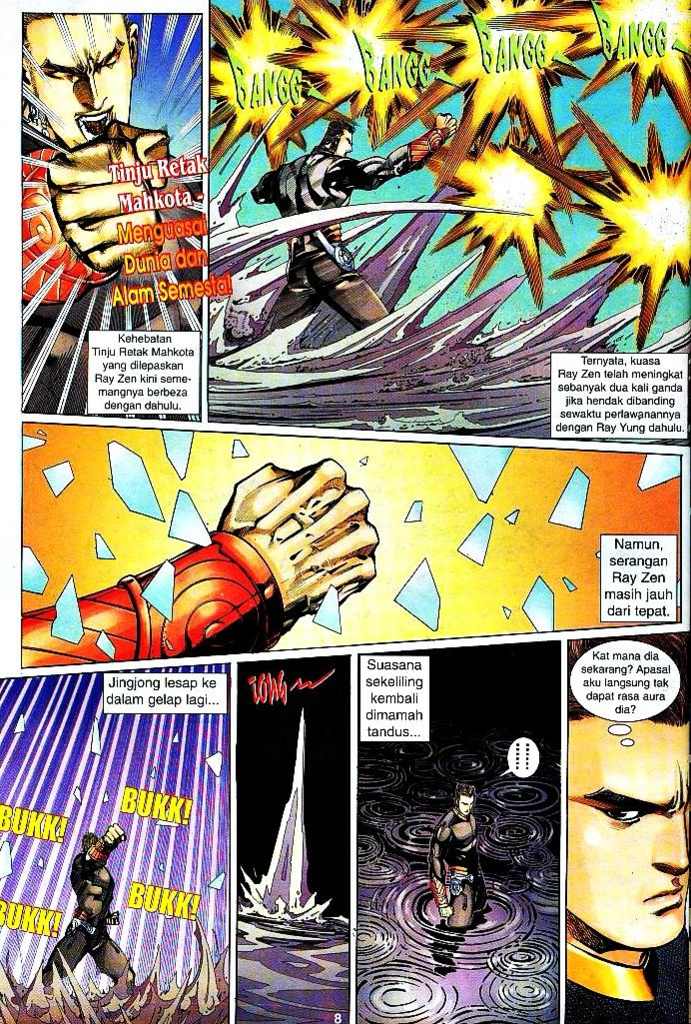 Tinju Retak
Mahkota -
Menguasai
Dunia dan
Alam Semesta!
Kehebatan
Tinju Retak Mahkota
yang dilepaskan
Ray Zen kini seme-
mangnya berbeza
dengan dahulu.
BANGG
BANGG
BANGG
BANGG
Ternyata, kuasa
Ray Zen telah meningkat
sebanyak dua kali ganda
jika hendak dibanding
sewaktu perlawanannya
dengan Ray Yung dahulu.
Namun,
serangan
Ray Zen
masih jauh
dari tepat.
Jingjong lesap ke
dalam gelap lagi...
BUKK!
BUKK!
BUKK!
BUKK!
TONG
Suasana
sekeliling
kembali
dimamah
tandus...
Kat mana dia
sekarang? Apasal
aku langsung tak
dapat rasa aura
dia?
8